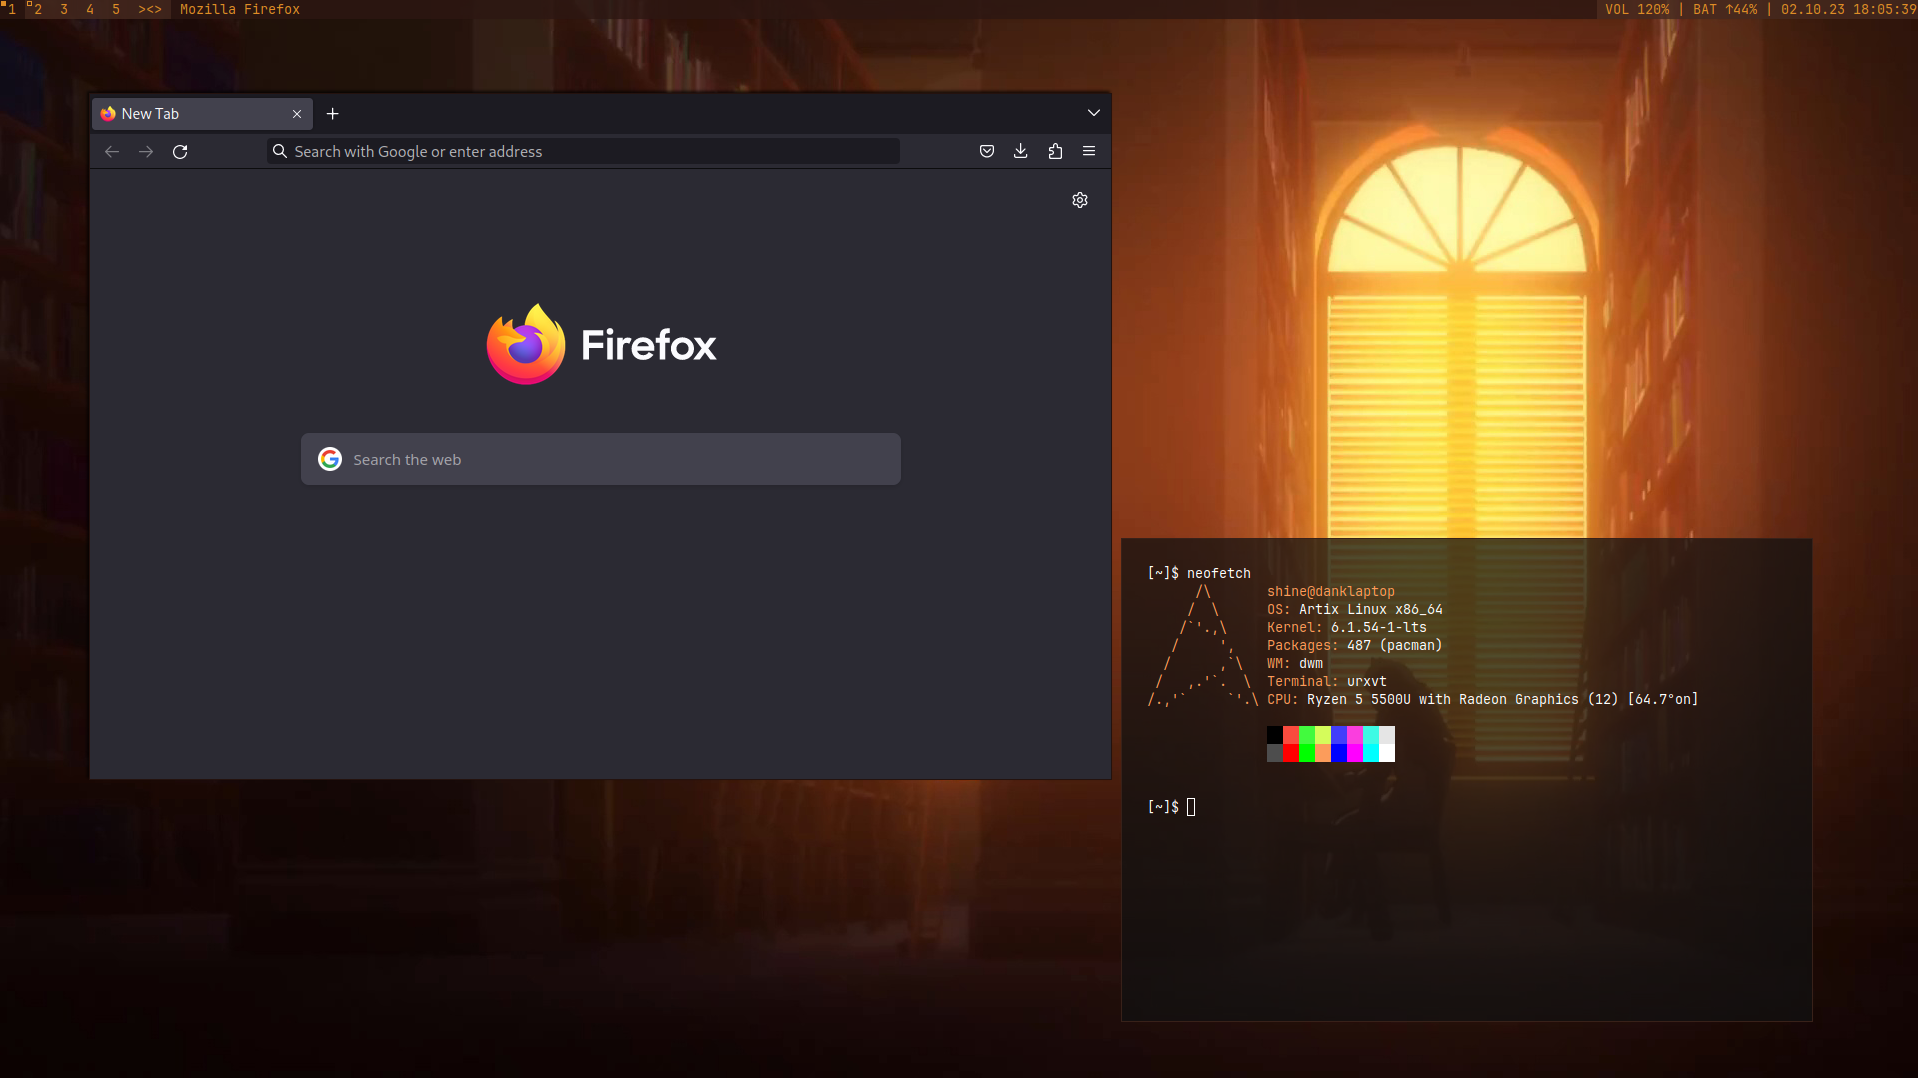 1 2 3 4 5 ><> Mozilla Firefox
VOL 120% | BAT ↑44% | 02.10.23 18:05:39
New Tab
Search with Google or enter address
Firefox
Search the web
[~]$ neofetch
shine@danklaptop
OS: Artix Linux x86_64
Kernel: 6.1.54-1-lts
Packages: 487 (pacman)
WM: dwm
Terminal: urxvt
CPU: Ryzen 5 5500U with Radeon Graphics (12) [64.7°on]
[~]$